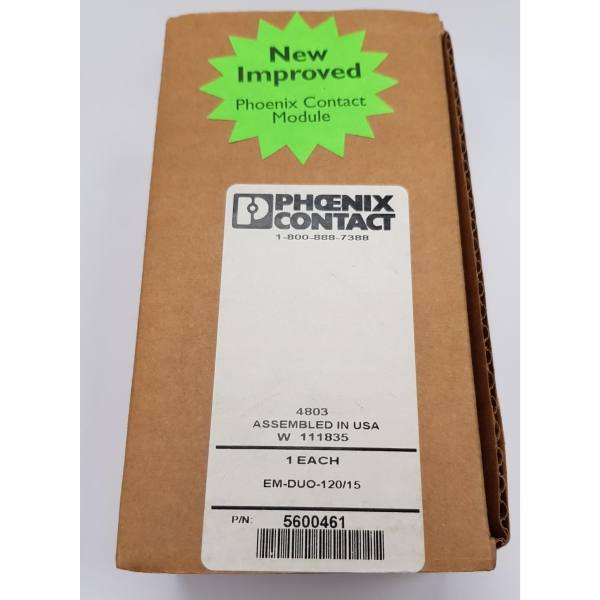 New
Improved
Phoenix Contact
Module
PHŒNIX
CONTACT
1-800-888-7388
4803
ASSEMBLED IN USA
W 111835
1 EACH
EM-DUO-120/15
P/N: 5600461